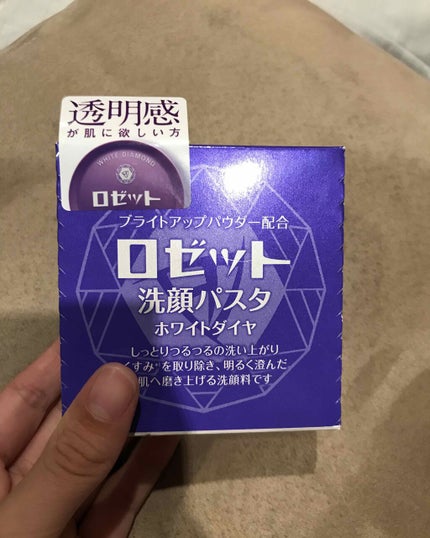 透明感
が肌に欲しい方
WHITE DIAMOND
ロゼット
ブライトアップパウダー配合
ロゼット
洗顔パスタ
ホワイトダイヤ
しっとりつるつるの洗い上がり
くすみ*を取り除き、明るく澄んだ
肌へ磨き上げる洗顔料です